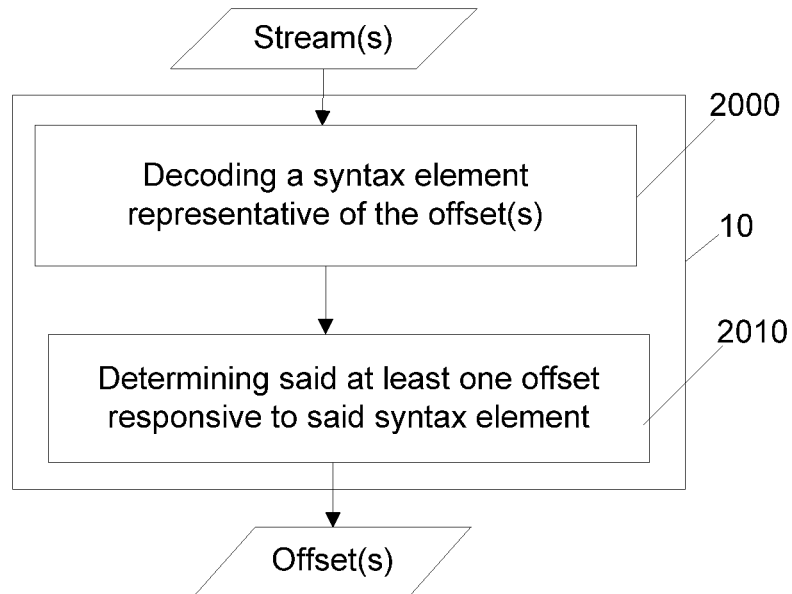 Stream(s)
2000
Decoding a syntax element
representative of the offset(s)
10
2010
Determining said at least one offset
responsive to said syntax element
Offset(s)